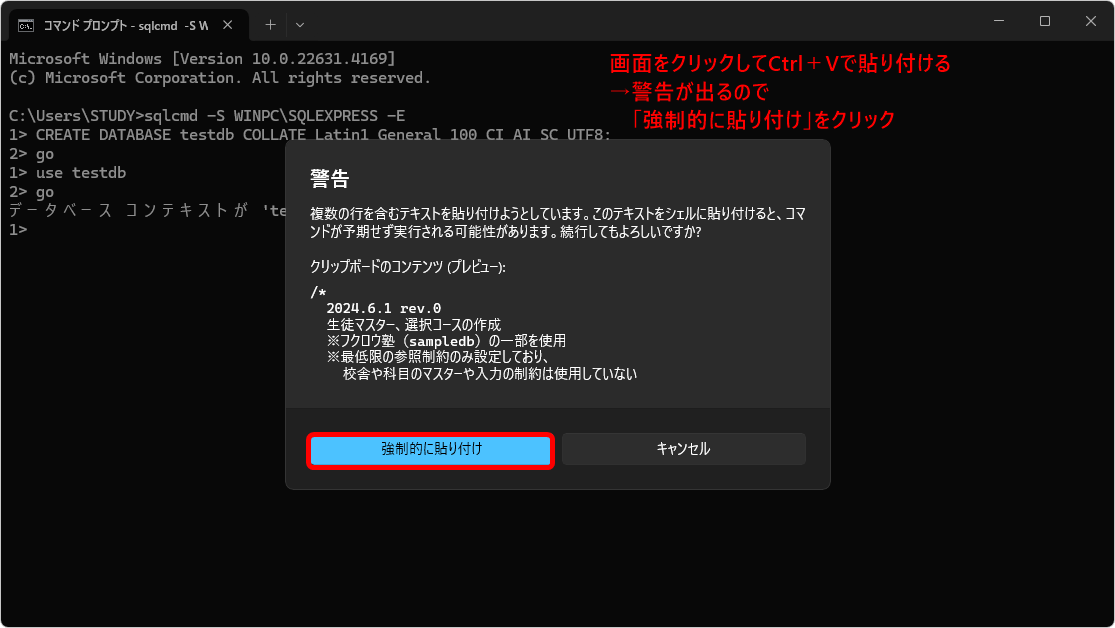 コマンド プロンプト - sqlcmd -S W
Microsoft Windows [Version 10.0.22631.4169]
(c) Microsoft Corporation. All rights reserved.
画面をクリックしてCtrl＋Vで貼り付ける
→警告が出るので
「強制的に貼り付け」をクリック
C:\Users\STUDY>sqlcmd -S WINPC\SQLEXPRESS -E
1> CREATE DATABASE testdb COLLATE Latin1_General_100_CI_AI_SC_UTF8;
2> go
1> use testdb
2> go
データベース コンテキストが 'te
1>
警告
複数の行を含むテキストを貼り付けようとしています。このテキストをシェルに貼り付けると、コマ
ンドが予期せず実行される可能性があります。続行してもよろしいですか?
クリップボードのコンテンツ (プレビュー):
/*
2024.6.1 rev.0
生徒マスター、選択コースの作成
※フクロウ塾（sampledb）の一部を使用
※最低限の参照制約のみ設定しており、
校舎や科目のマスターや入力の制約は使用していない
強制的に貼り付け
キャンセル